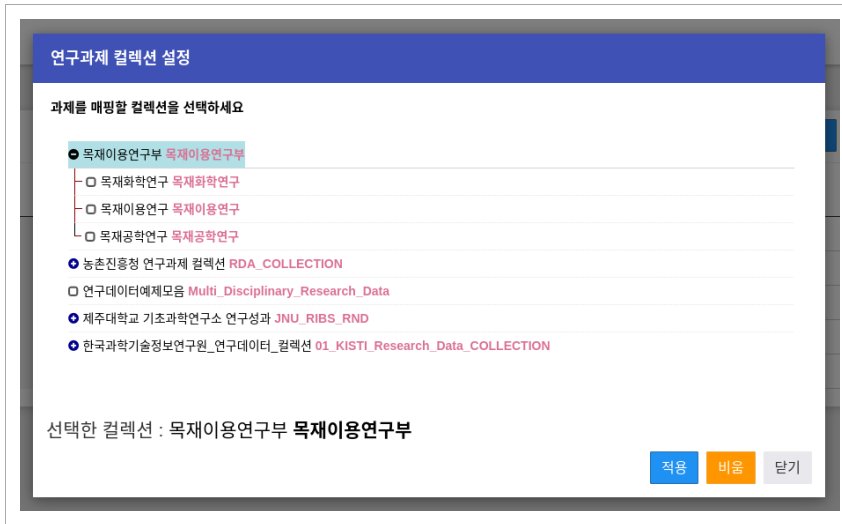 연구과제 컬렉션 설정
과제를 매핑할 컬렉션을 선택하세요
목재이용연구부 목재이용연구부
목재화학연구 목재화학연구
목재이용연구 목재이용연구
목재공학연구 목재공학연구
농촌진흥청 연구과제 컬렉션 RDA_COLLECTION
연구데이터예제모음 Multi_Disciplinary_Research_Data
제주대학교 기초과학연구소 연구성과 JNU_RIBS_RND
한국과학기술정보연구원_연구데이터_컬렉션 01_KISTI_Research_Data_COLLECTION
선택한 컬렉션 : 목재이용연구부 목재이용연구부
적용 비움 닫기